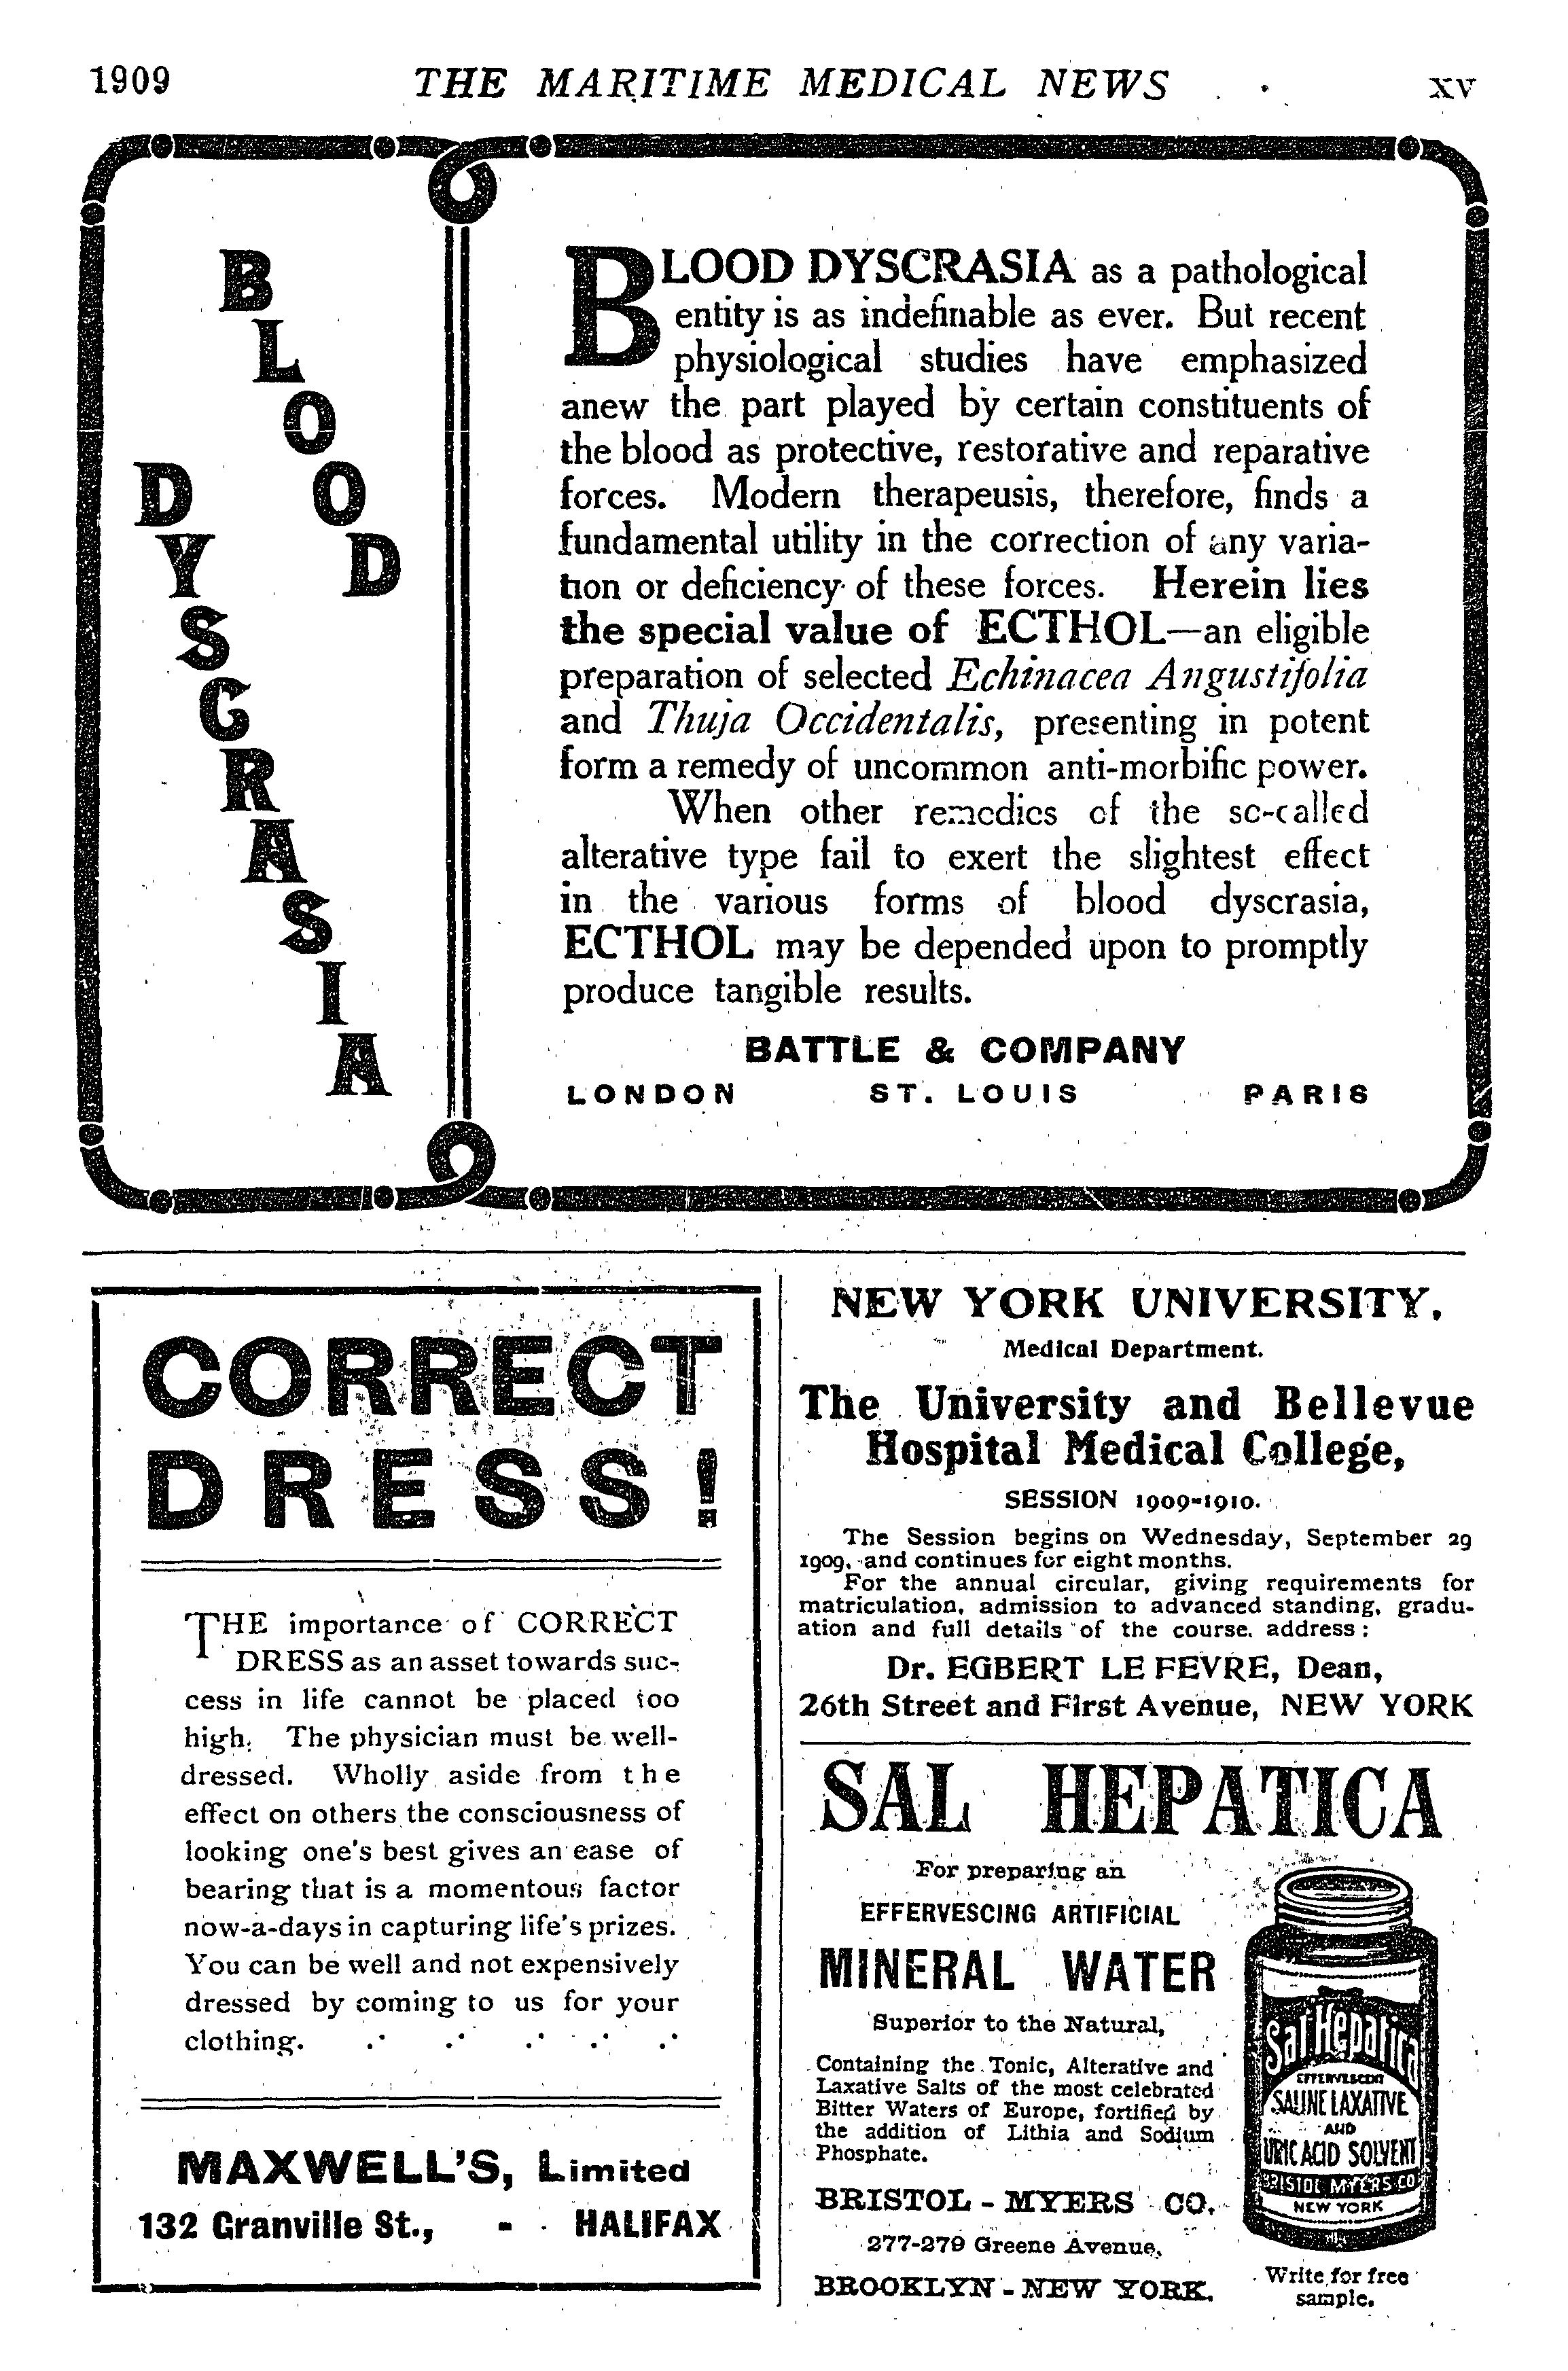 1909 THE MARITIME MEDICAL NEWS xv
BLOOD
DYSCRASIA
BLOOD DYSCRASIA as a pathological
entity is as indefinable as ever. But recent
physiological studies have emphasized
anew the part played by certain constituents of
the blood as protective, restorative and reparative
forces. Modern therapeusis, therefore, finds a
fundamental utility in the correction of any varia-
tion or deficiency of these forces. Herein lies
the special value of ECTHOL—an eligible
preparation of selected Echinacea Angustifolia
and Thuja Occidentalis, presenting in potent
form a remedy of uncommon anti-morbific power.
When other remedies of the so-called
alterative type fail to exert the slightest effect
in the various forms of blood dyscrasia,
ECTHOL may be depended upon to promptly
produce tangible results.
BATTLE & COMPANY
LONDON ST. LOUIS PARIS
CORRECT
DRESS!
THE importance of CORRECT
DRESS as an asset towards suc-
cess in life cannot be placed too
high. The physician must be well-
dressed. Wholly aside from the
effect on others the consciousness of
looking one's best gives an ease of
bearing that is a momentous factor
now-a-days in capturing life's prizes.
You can be well and not expensively
dressed by coming to us for your
clothing.
MAXWELL'S, Limited
132 Granville St., - HALIFAX
NEW YORK UNIVERSITY.
Medical Department.
The University and Bellevue
Hospital Medical College,
SESSION 1909-1910.
The Session begins on Wednesday, September 29
1909, and continues for eight months.
For the annual circular, giving requirements for
matriculation, admission to advanced standing, gradu-
ation and full details of the course, address:
Dr. EGBERT LE FEVRE, Dean,
26th Street and First Avenue, NEW YORK
SAL HEPATICA
For preparing an
EFFERVESCING ARTIFICIAL
MINERAL WATER
Superior to the Natural,
Containing the Tonic, Alterative and
Laxative Salts of the most celebrated
Bitter Waters of Europe, fortified by
the addition of Lithia and Sodium
Phosphate.
BRISTOL - MYERS CO.
277-279 Greene Avenue,
BROOKLYN - NEW YORK.
Sal Hepatica
EFFERVESCENT
SALINE LAXATIVE
AND
URIC ACID SOLVENT
BRISTOL MYERS CO
NEW YORK
Write for free
sample.